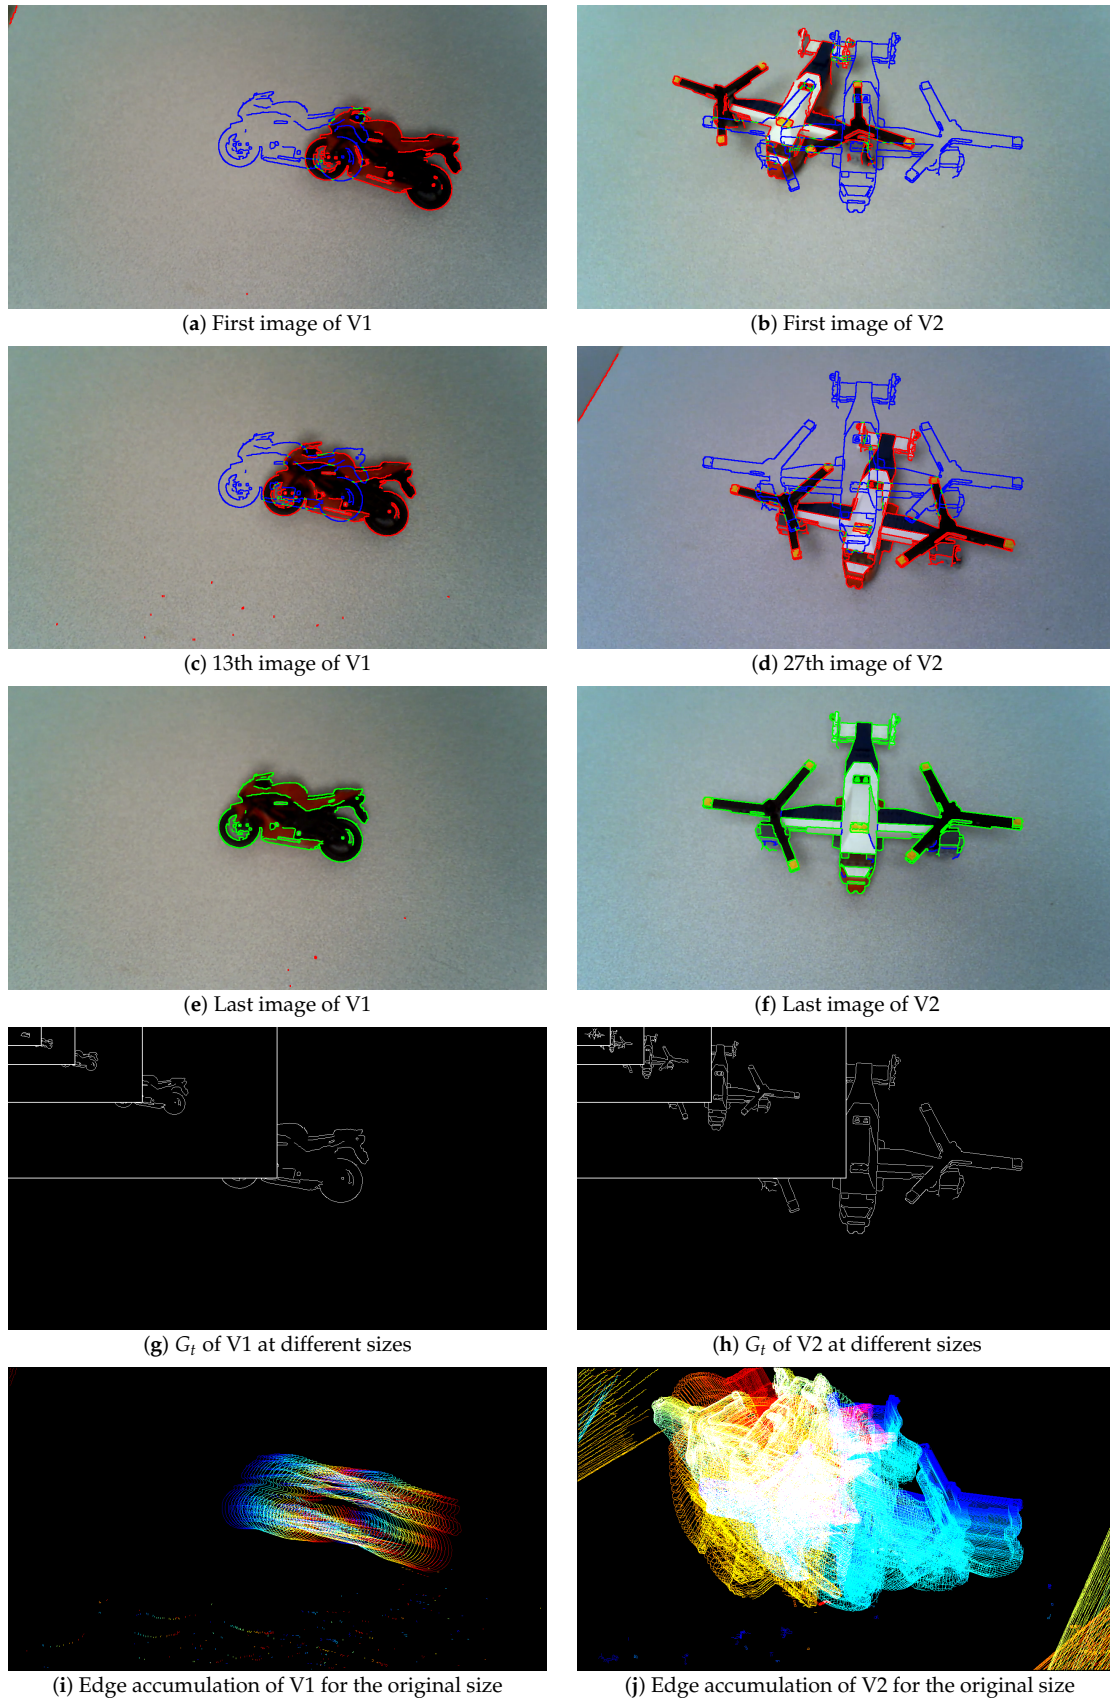 (a) First image of V1
(b) First image of V2
(c) 13th image of V1
(d) 27th image of V2
(e) Last image of V1
(f) Last image of V2
(g) Gt of V1 at different sizes
(h) Gt of V2 at different sizes
(i) Edge accumulation of V1 for the original size
(j) Edge accumulation of V2 for the original size